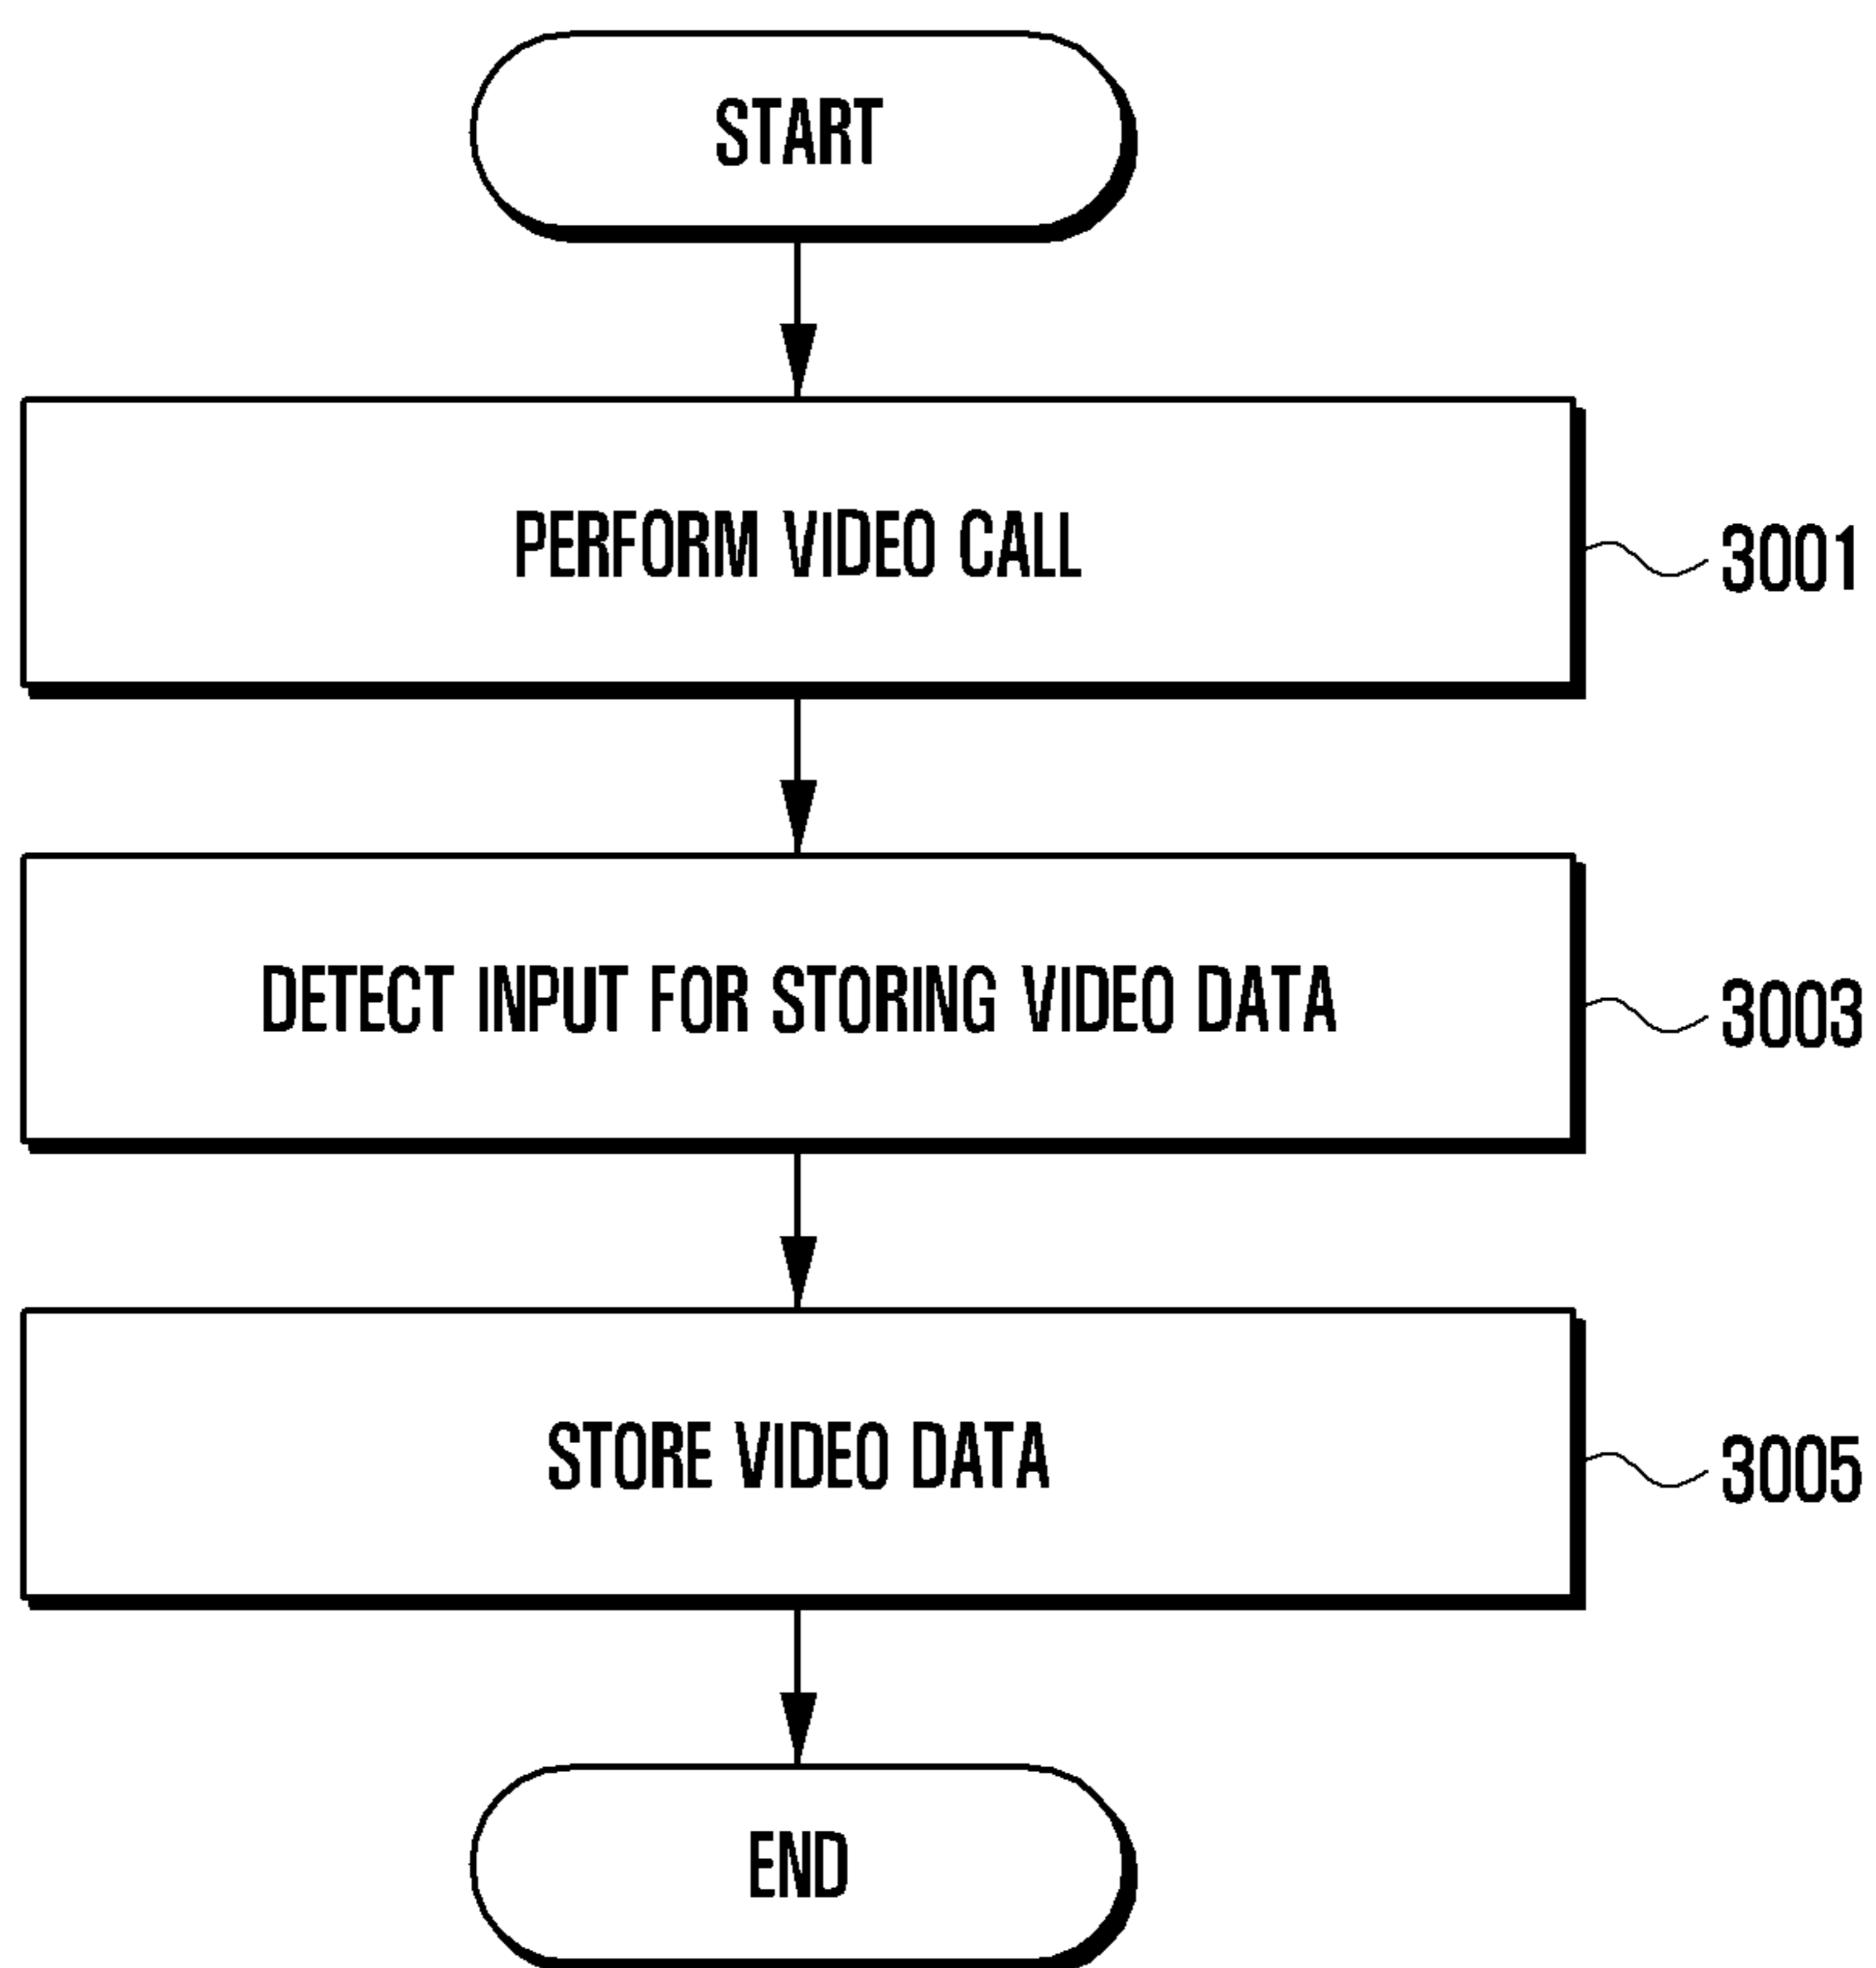 START
PERFORM VIDEO CALL
3001
DETECT INPUT FOR STORING VIDEO DATA
3003
STORE VIDEO DATA
3005
END